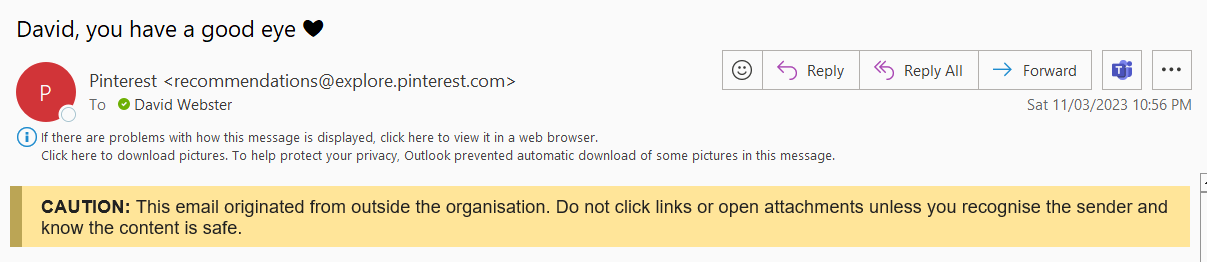 David, you have a good eye 🖤
P
Pinterest <recommendations@explore.pinterest.com>
To David Webster
Reply
Reply All
Forward
Sat 11/03/2023 10:56 PM
If there are problems with how this message is displayed, click here to view it in a web browser.
Click here to download pictures. To help protect your privacy, Outlook prevented automatic download of some pictures in this message.
CAUTION: This email originated from outside the organisation. Do not click links or open attachments unless you recognise the sender and
know the content is safe.